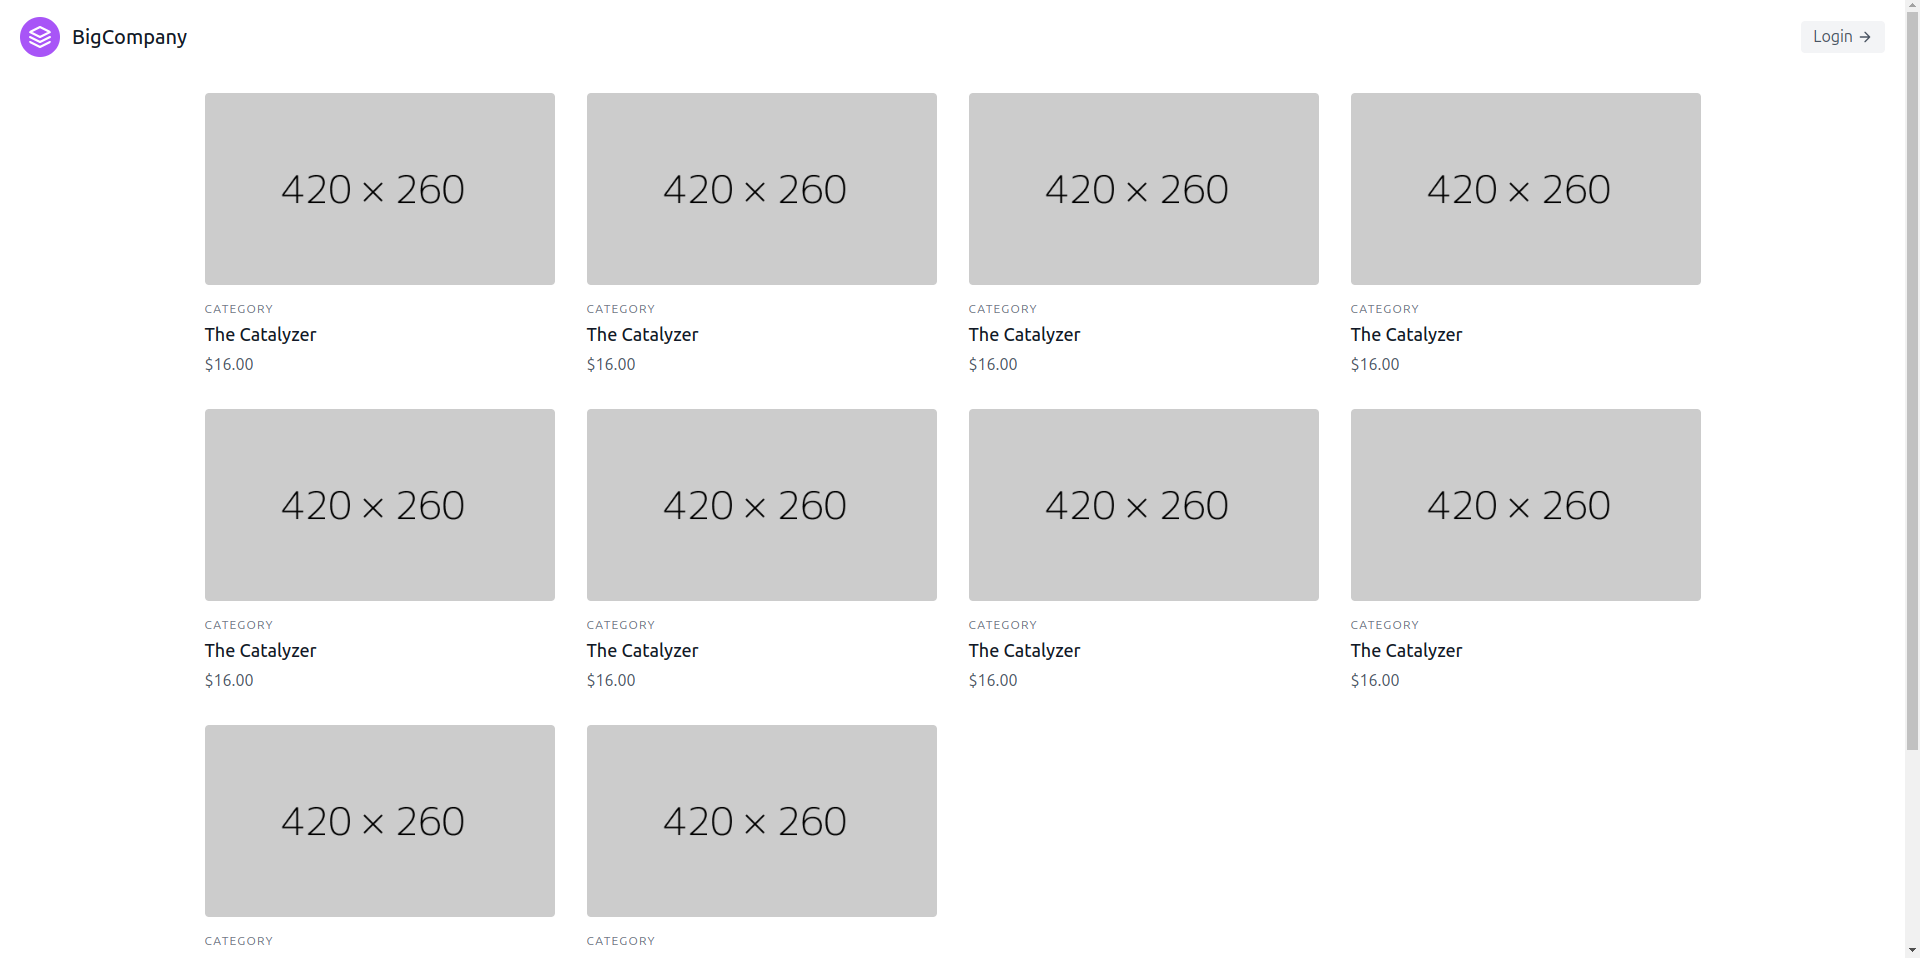 BigCompany
Login →
420 × 260
420 × 260
420 × 260
420 × 260
CATEGORY
CATEGORY
CATEGORY
CATEGORY
The Catalyzer
The Catalyzer
The Catalyzer
The Catalyzer
$16.00
$16.00
$16.00
$16.00
420 × 260
420 × 260
420 × 260
420 × 260
CATEGORY
CATEGORY
CATEGORY
CATEGORY
The Catalyzer
The Catalyzer
The Catalyzer
The Catalyzer
$16.00
$16.00
$16.00
$16.00
420 × 260
420 × 260
CATEGORY
CATEGORY